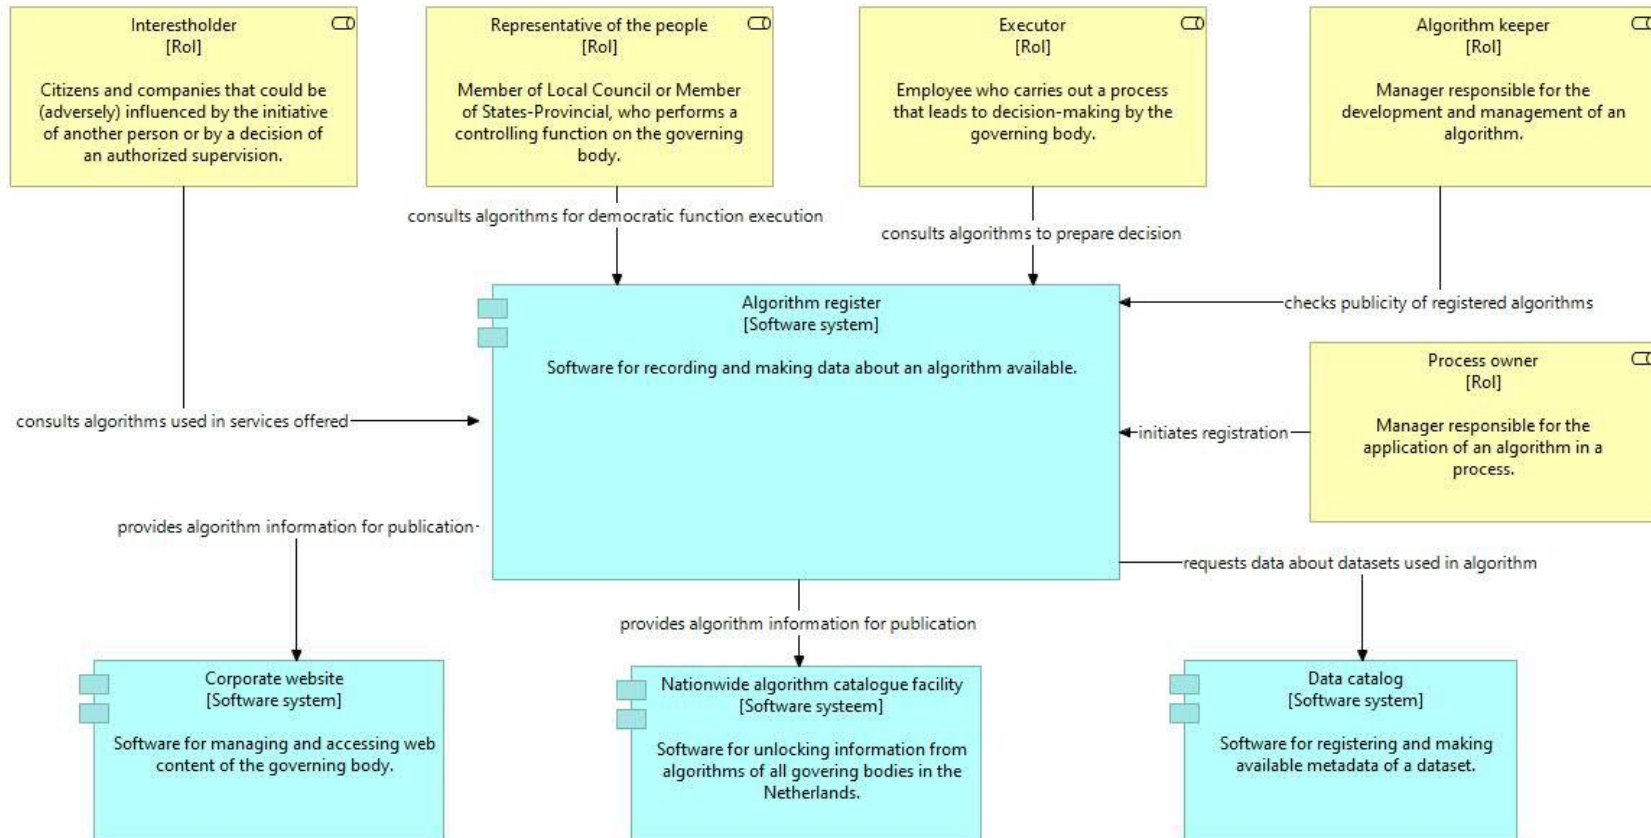 Interestholder
[Rol]
Citizens and companies that could be
(adversely) influenced by the initiative
of another person or by a decision of
an authorized supervision.
Representative of the people
[Rol]
Member of Local Council or Member
of States-Provincial, who performs a
controlling function on the governing
body.
Executor
[Rol]
Employee who carries out a process
that leads to decision-making by the
governing body.
Algorithm keeper
[Rol]
Manager responsible for the
development and management of an
algorithm.
consults algorithms for democratic function execution
consults algorithms to prepare decision
checks publicity of registered algorithms
Algorithm register
[Software system]
Software for recording and making data about an algorithm available.
Process owner
[Rol]
Manager responsible for the
application of an algorithm in a
process.
consults algorithms used in services offered
initiates registration
provides algorithm information for publication
requests data about datasets used in algorithm
provides algorithm information for publication
Corporate website
[Software system]
Software for managing and accessing web
content of the governing body.
Nationwide algorithm catalogue facility
[Software systeem]
Software for unlocking information from
algorithms of all govering bodies in the
Netherlands.
Data catalog
[Software system]
Software for registering and making
available metadata of a dataset.